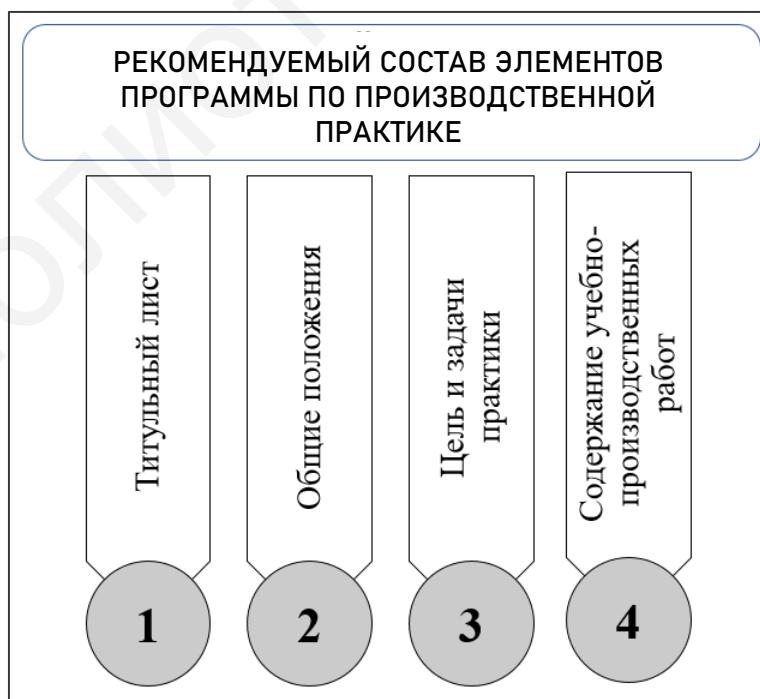 РЕКОМЕНДУЕМЫЙ СОСТАВ ЭЛЕМЕНТОВ
ПРОГРАММЫ ПО ПРОИЗВОДСТВЕННОЙ
ПРАКТИКЕ
Титульный лист
1
Общие положения
2
Цель и задачи
практики
3
Содержание учебно-
производственных
работ
4